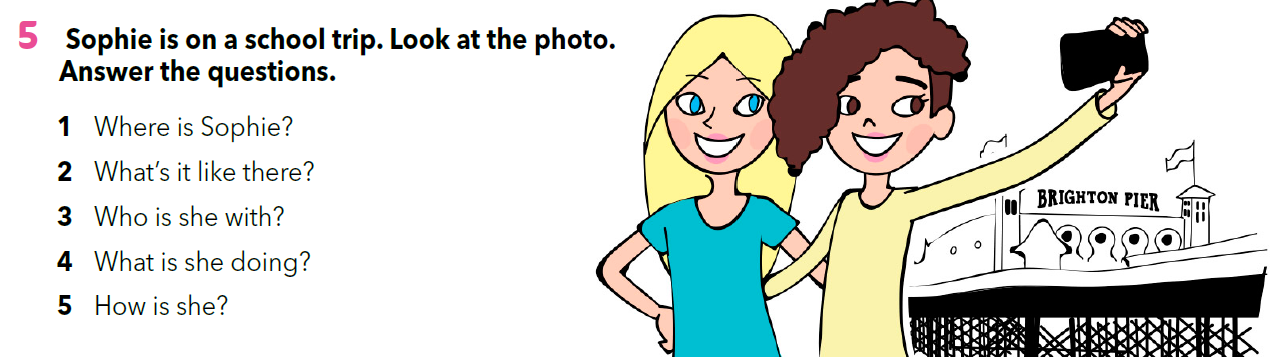 5 Sophie is on a school trip. Look at the photo.
Answer the questions.
1 Where is Sophie?
2 What's it like there?
3 Who is she with?
4 What is she doing?
5 How is she?
BRIGHTON PIER